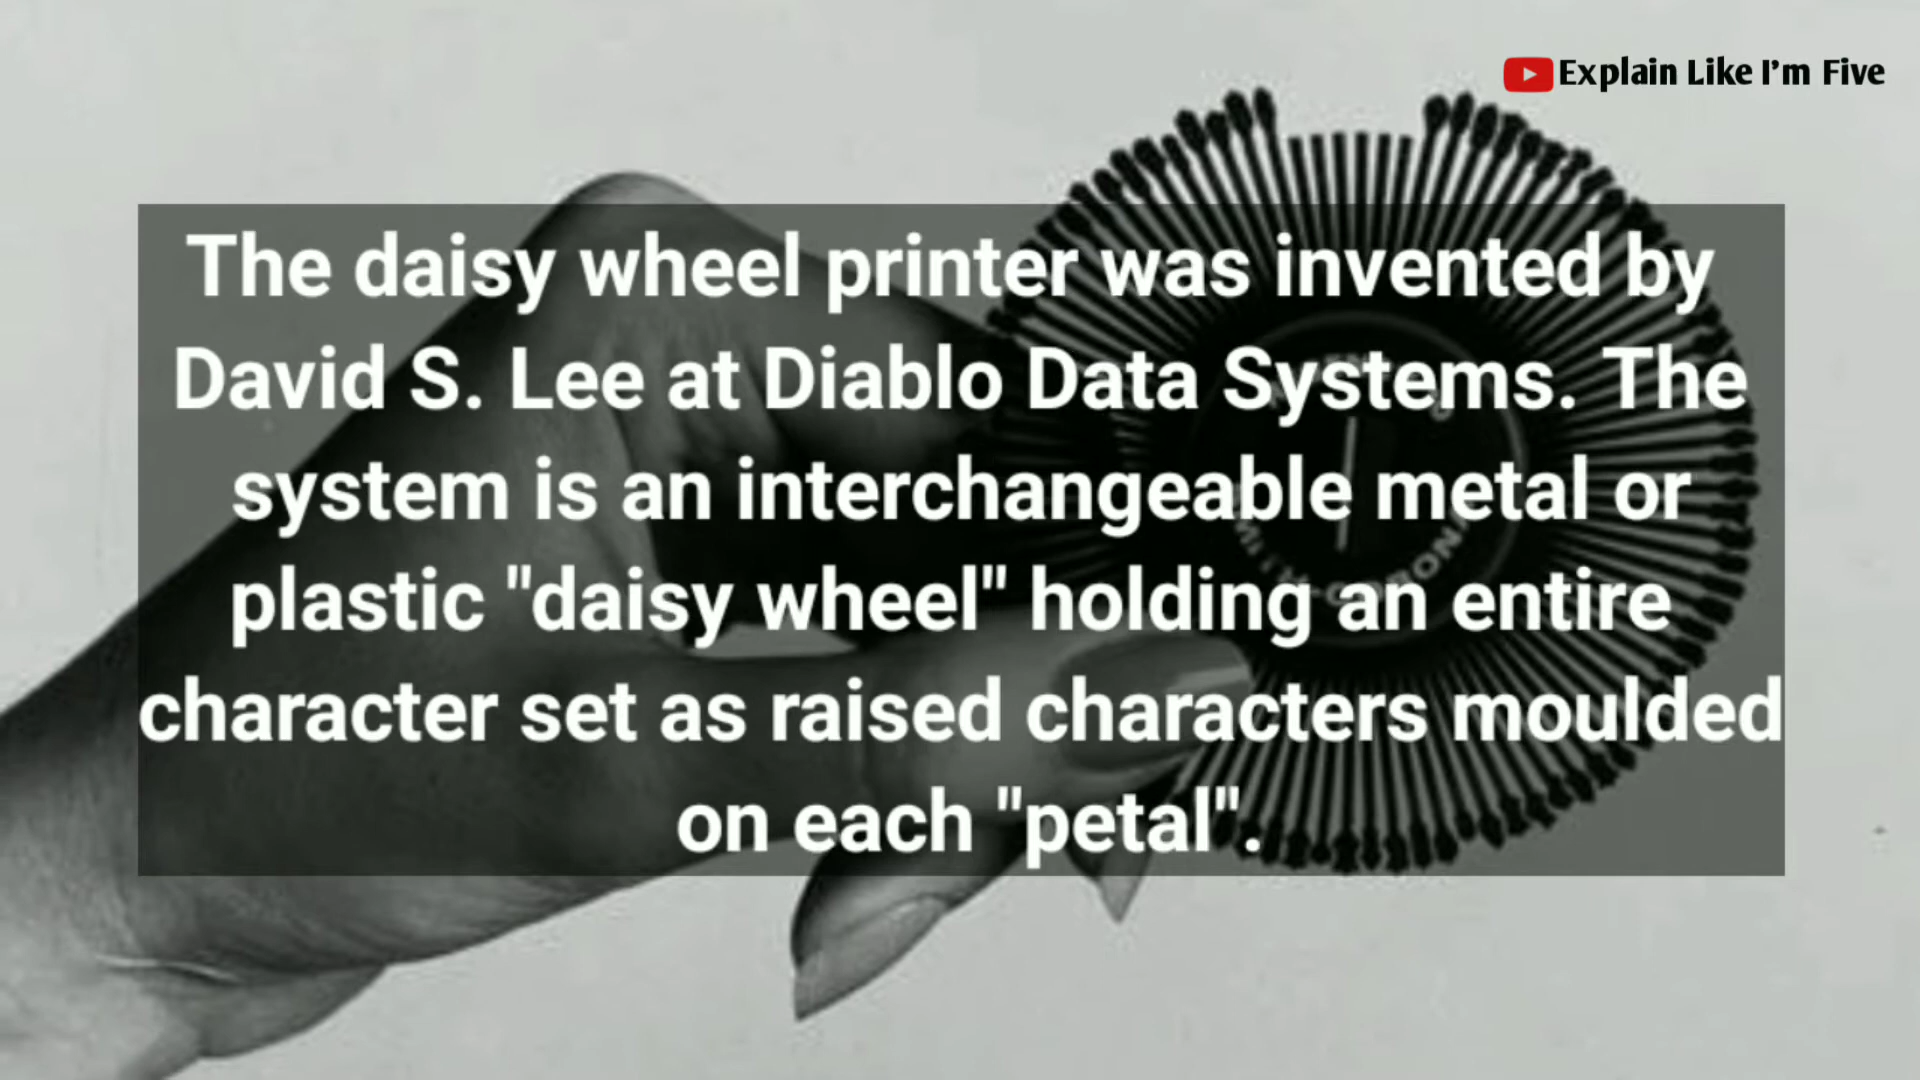 Explain Like I'm Five
The daisy wheel printer was invented by
David S. Lee at Diablo Data Systems. The
system is an interchangeable metal or
plastic "daisy wheel" holding an entire
character set as raised characters moulded
on each "petal".